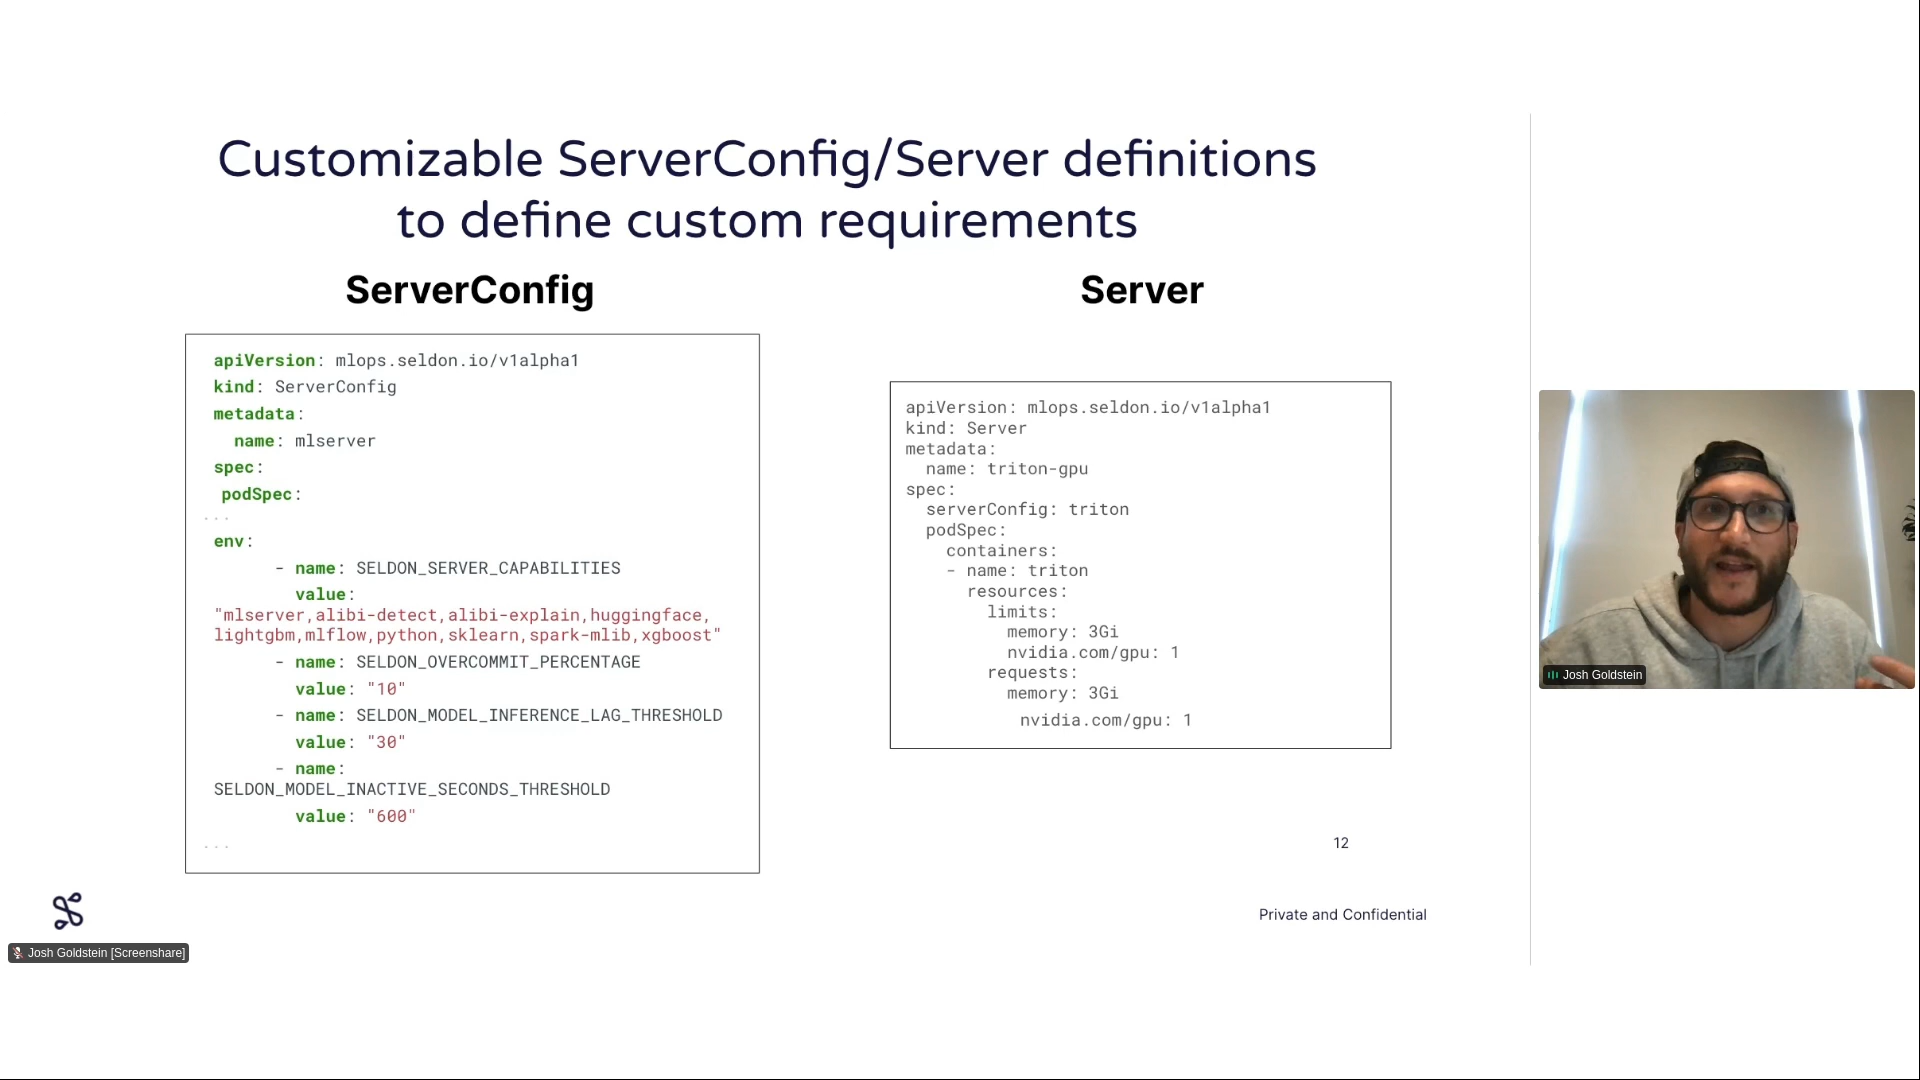 Customizable ServerConfig/Server definitions
to define custom requirements
ServerConfig
apiVersion: mlops.seldon.io/v1alpha1
kind: ServerConfig
metadata:
name: mlserver
spec:
podSpec:
...
env:
- name: SELDON_SERVER_CAPABILITIES
value:
"mlserver,alibi-detect,alibi-explain,huggingface,
lightgbm,mlflow,python,sklearn,spark-mlib,xgboost"
- name: SELDON_OVERCOMMIT_PERCENTAGE
value: "10"
- name: SELDON_MODEL_INFERENCE_LAG_THRESHOLD
value: "30"
- name:
SELDON_MODEL_INACTIVE_SECONDS_THRESHOLD
value: "600"
...
Server
apiVersion: mlops.seldon.io/v1alpha1
kind: Server
metadata:
name: triton-gpu
spec:
serverConfig: triton
podSpec:
containers:
- name: triton
resources:
limits:
memory: 3Gi
nvidia.com/gpu: 1
requests:
memory: 3Gi
nvidia.com/gpu: 1
12
Private and Confidential
Josh Goldstein [Screenshare]
Josh Goldstein